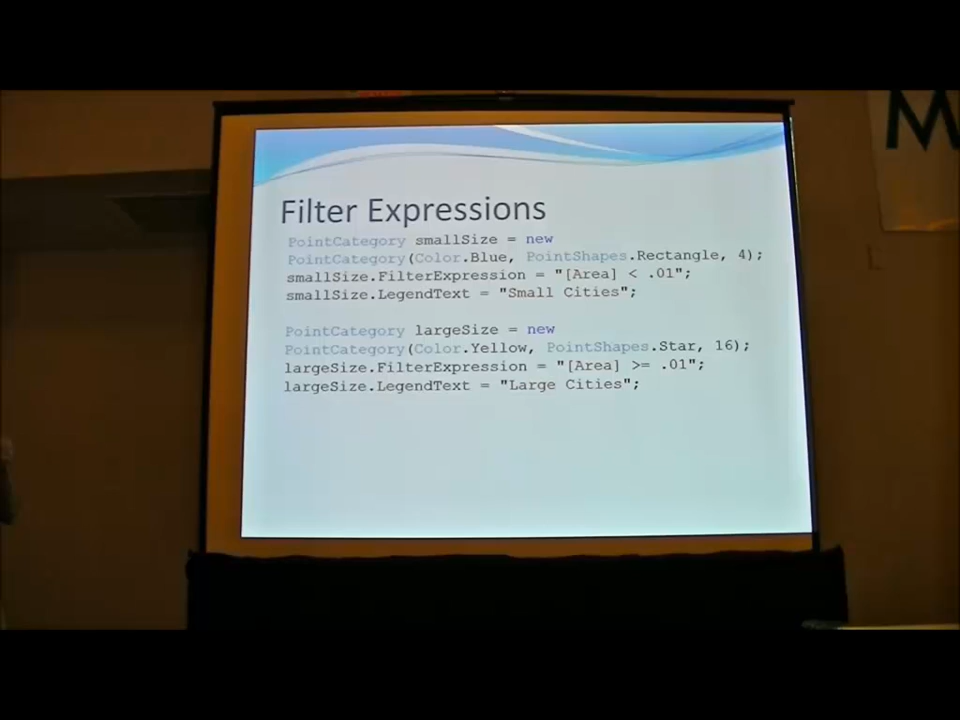 M
Filter Expressions
PointCategory smallSize = new
PointCategory(Color.Blue, PointShapes.Rectangle, 4);
smallSize.FilterExpression = "[Area] < .01";
smallSize.LegendText = "Small Cities";
PointCategory largeSize = new
PointCategory(Color.Yellow, PointShapes.Star, 16);
largeSize.FilterExpression = "[Area] >= .01";
largeSize.LegendText = "Large Cities";